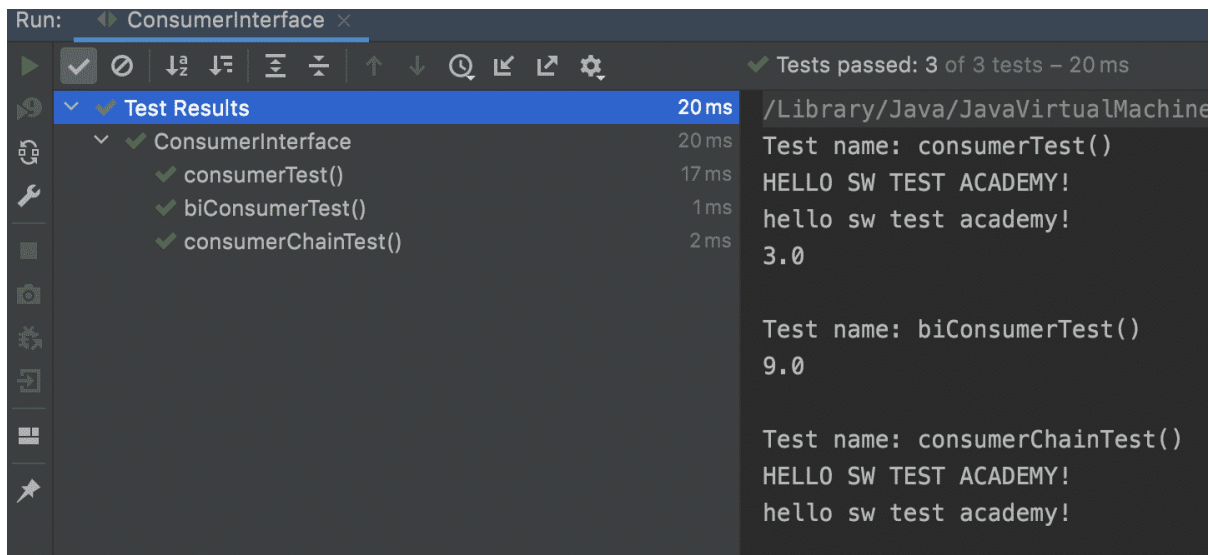 Run: ConsumerInterface
Tests passed: 3 of 3 tests – 20 ms
Test Results 20 ms
ConsumerInterface 20 ms
consumerTest() 17 ms
biConsumerTest() 1 ms
consumerChainTest() 2 ms
/Library/Java/JavaVirtualMachine
Test name: consumerTest()
HELLO SW TEST ACADEMY!
hello sw test academy!
3.0
Test name: biConsumerTest()
9.0
Test name: consumerChainTest()
HELLO SW TEST ACADEMY!
hello sw test academy!